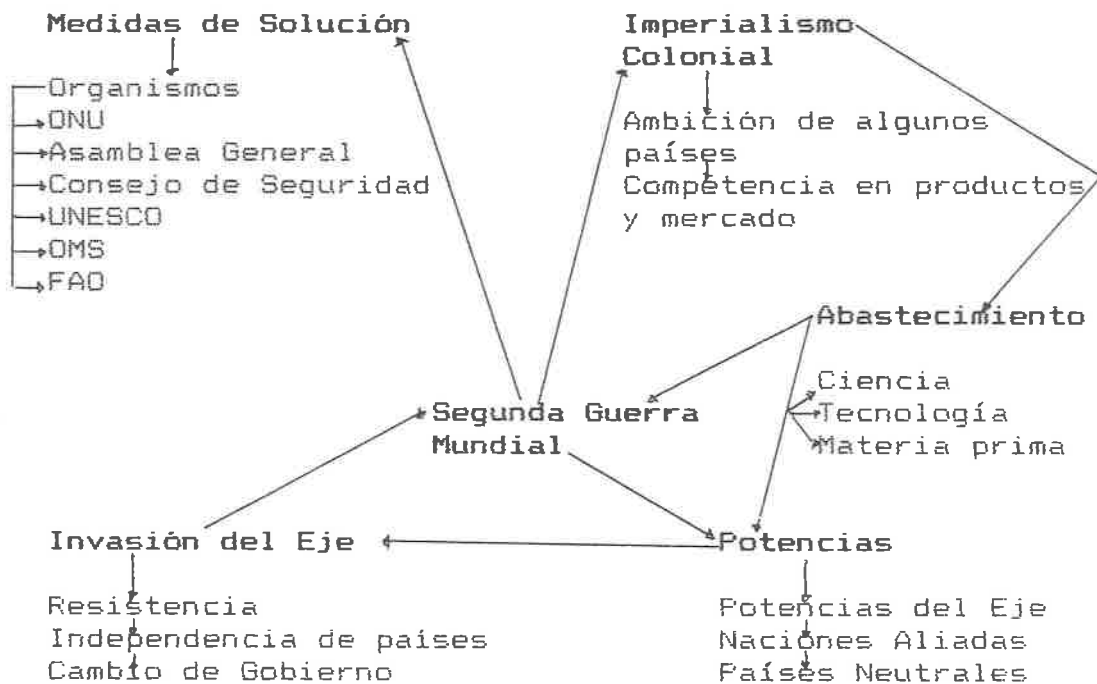 Medidas de Solución
Organismos
ONU
Asamblea General
Consejo de Seguridad
UNESCO
OMS
FAO
Imperialismo
Colonial
Ambición de algunos
países
Competencia en productos
y mercado
Abastecimiento
Ciencia
Tecnología
Materia prima
Segunda Guerra
Mundial
Invasión del Eje
Resistencia
Independencia de países
Cambio de Gobierno
Potencias
Potencias del Eje
Naciones Aliadas
Países Neutrales